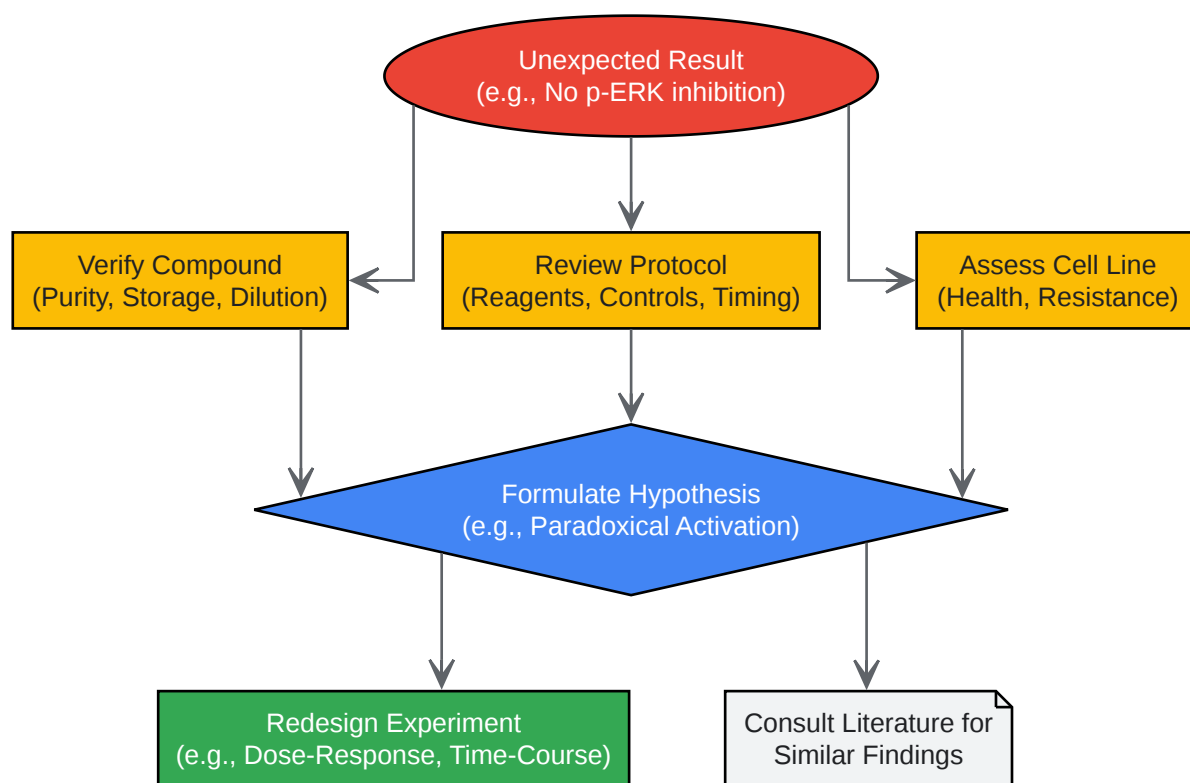 Unexpected Result
(e.g., No p-ERK inhibition)
Verify Compound
(Purity, Storage, Dilution)
Review Protocol
(Reagents, Controls, Timing)
Assess Cell Line
(Health, Resistance)
Formulate Hypothesis
(e.g., Paradoxical Activation)
Redesign Experiment
(e.g., Dose-Response, Time-Course)
Consult Literature for
Similar Findings